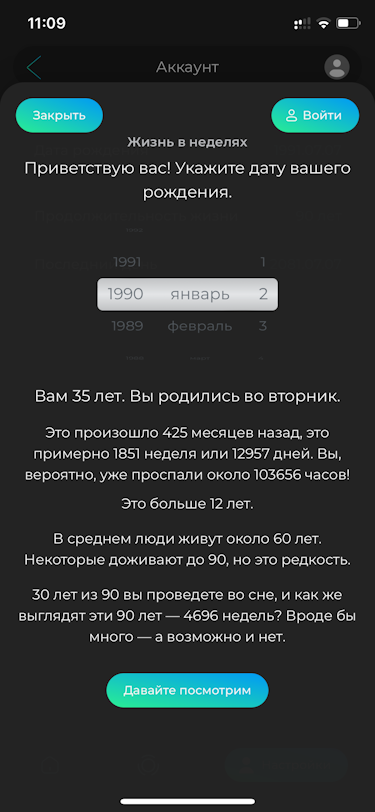 11:09
Аккаунт
Закрыть
Войти
Жизнь в неделях
Приветствую вас! Укажите дату вашего
рождения.
1991 1
1990 январь 2
1989 февраль 3
Вам 35 лет. Вы родились во вторник.
Это произошло 425 месяцев назад, это
примерно 1851 неделя или 12957 дней. Вы,
вероятно, уже проспали около 103656 часов!
Это больше 12 лет.
В среднем люди живут около 60 лет.
Некоторые доживают до 90, но это редкость.
30 лет из 90 вы проведете во сне, и как же
выглядят эти 90 лет — 4696 недель? Вроде бы
много — а возможно и нет.
Давайте посмотрим